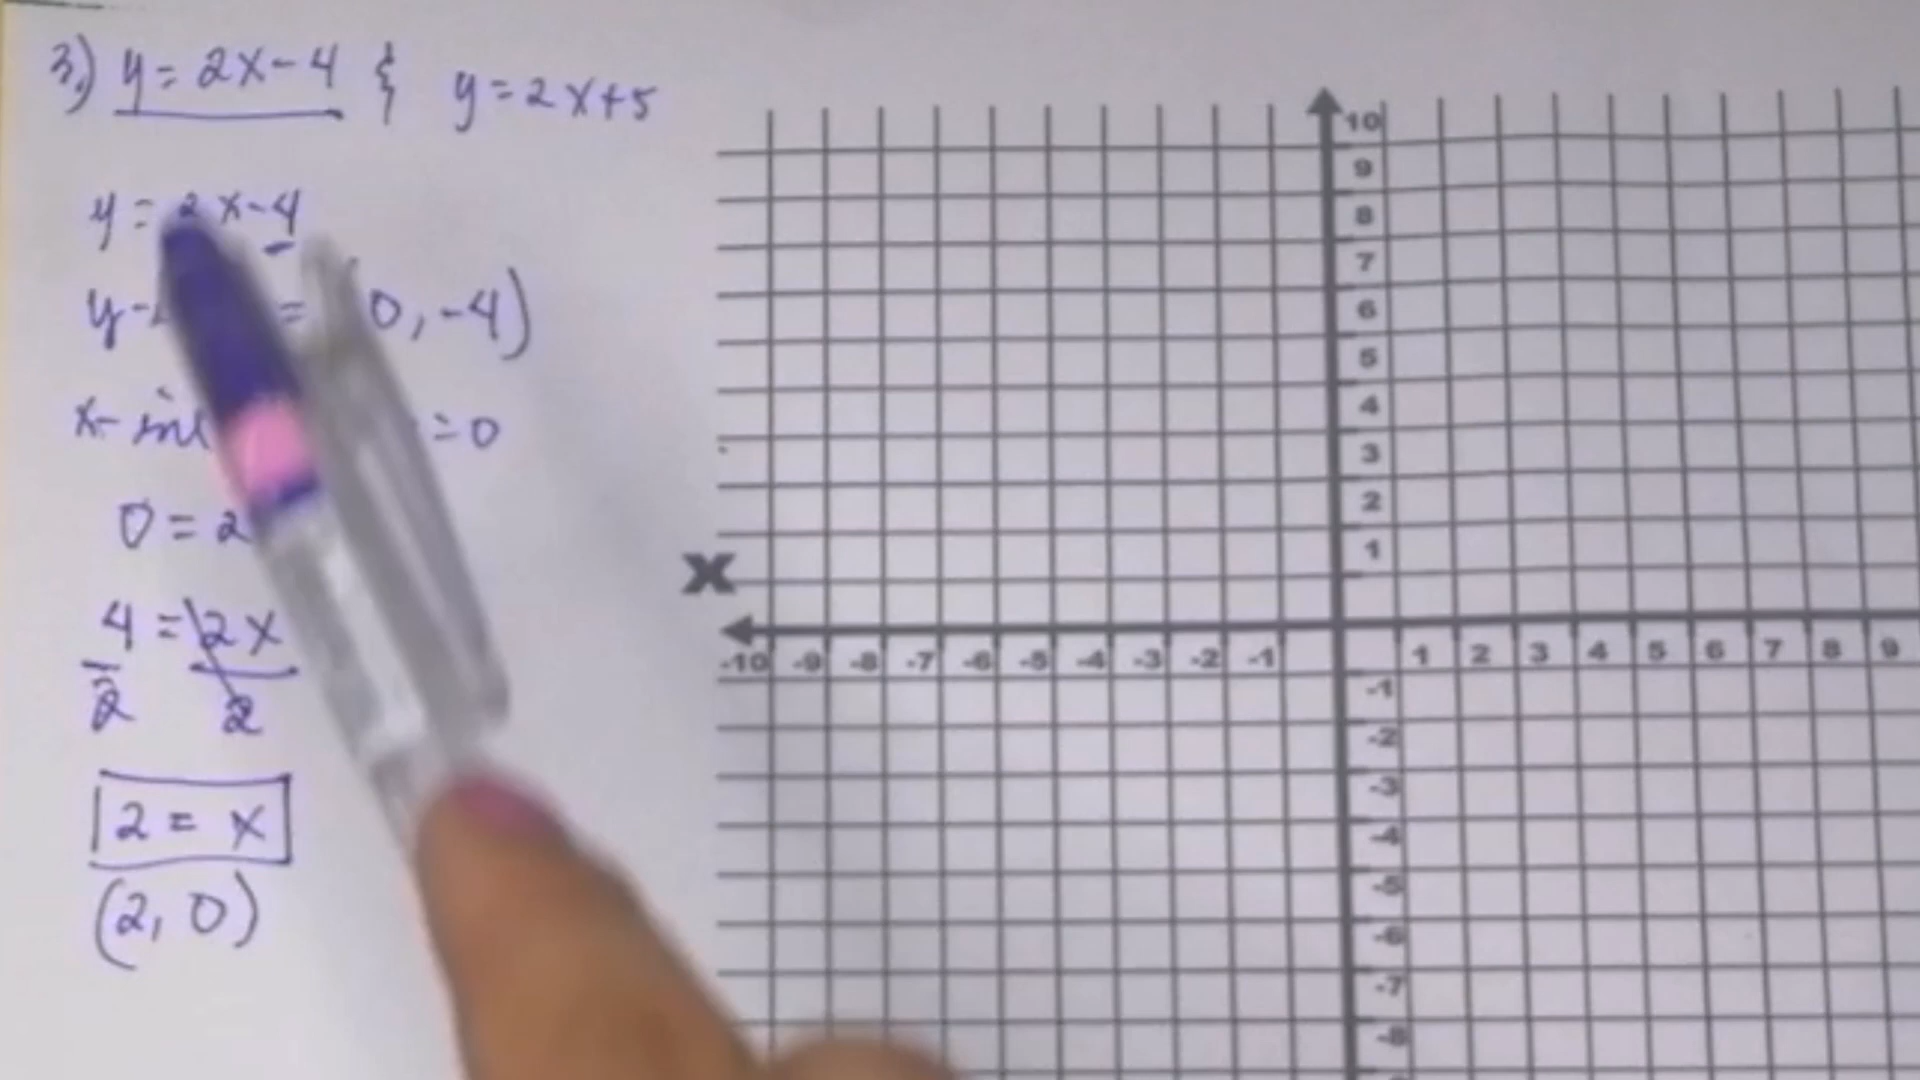 3.) y = 2x - 4 & y = 2x + 5
y = 2x - 4
y- = 0, -4)
x- int = 0
0 = 2
4 = 2x
2 2
2 = x
(2, 0)
10
9
8
7
6
5
4
3
2
1
X
-10 -9 -8 -7 -6 -5 -4 -3 -2 -1 1 2 3 4 5 6 7 8 9
-1
-2
-3
-4
-5
-6
-7
-8